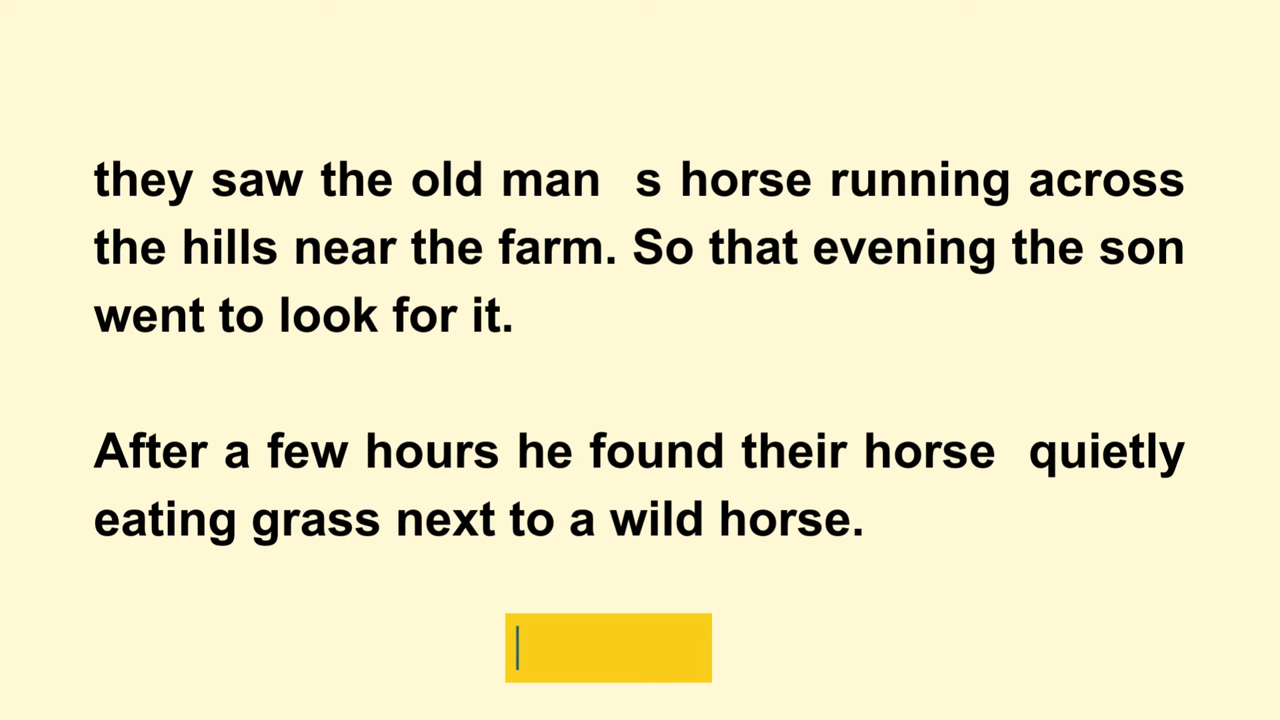 they saw the old man  s horse running across
the hills near the farm. So that evening the son
went to look for it.
After a few hours he found their horse  quietly
eating grass next to a wild horse.